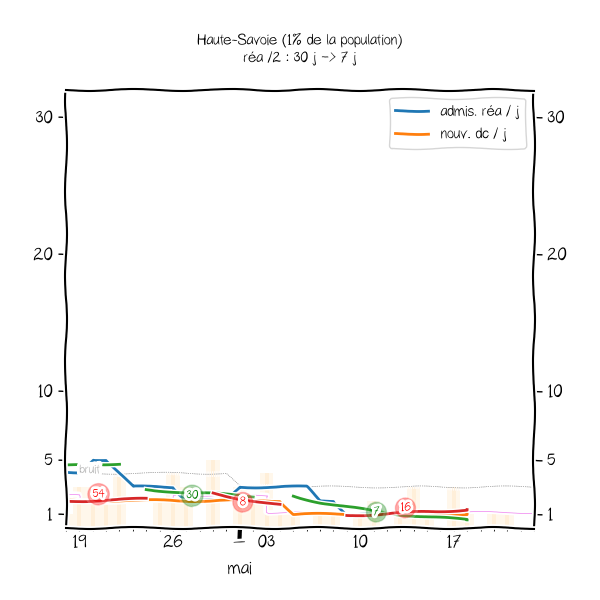 Haute-Savoie (1% de la population)
réa /2 : 30 j -> 7 j
admis. réa / j
nouv. dc / j
30 30
20 20
10 10
5 5
1 1
bruit
54 30 8 7 16
19 26 03 10 17
mai